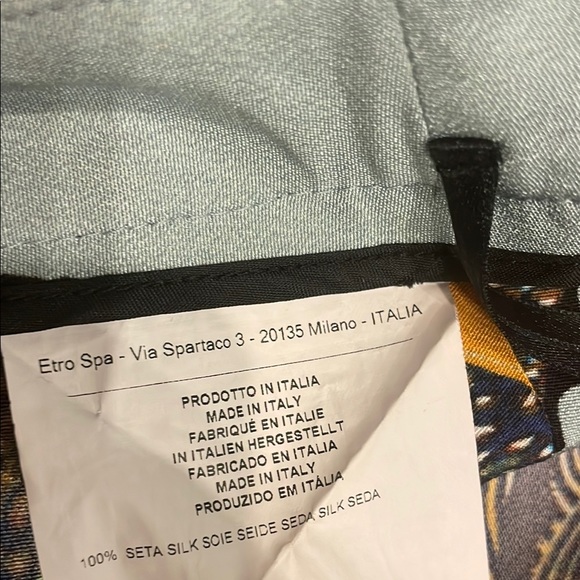 Etro Spa - Via Spartaco 3 - 20135 Milano - ITALIA
PRODOTTO IN ITALIA
MADE IN ITALY
FABRIQUÉ EN ITALIE
IN ITALIEN HERGESTELLT
FABRICADO EN ITALIA
MADE IN ITALY
PRODUZIDO EM ITÁLIA
100% SETA SILK SOIE SEIDE SEDA SILK SEDA